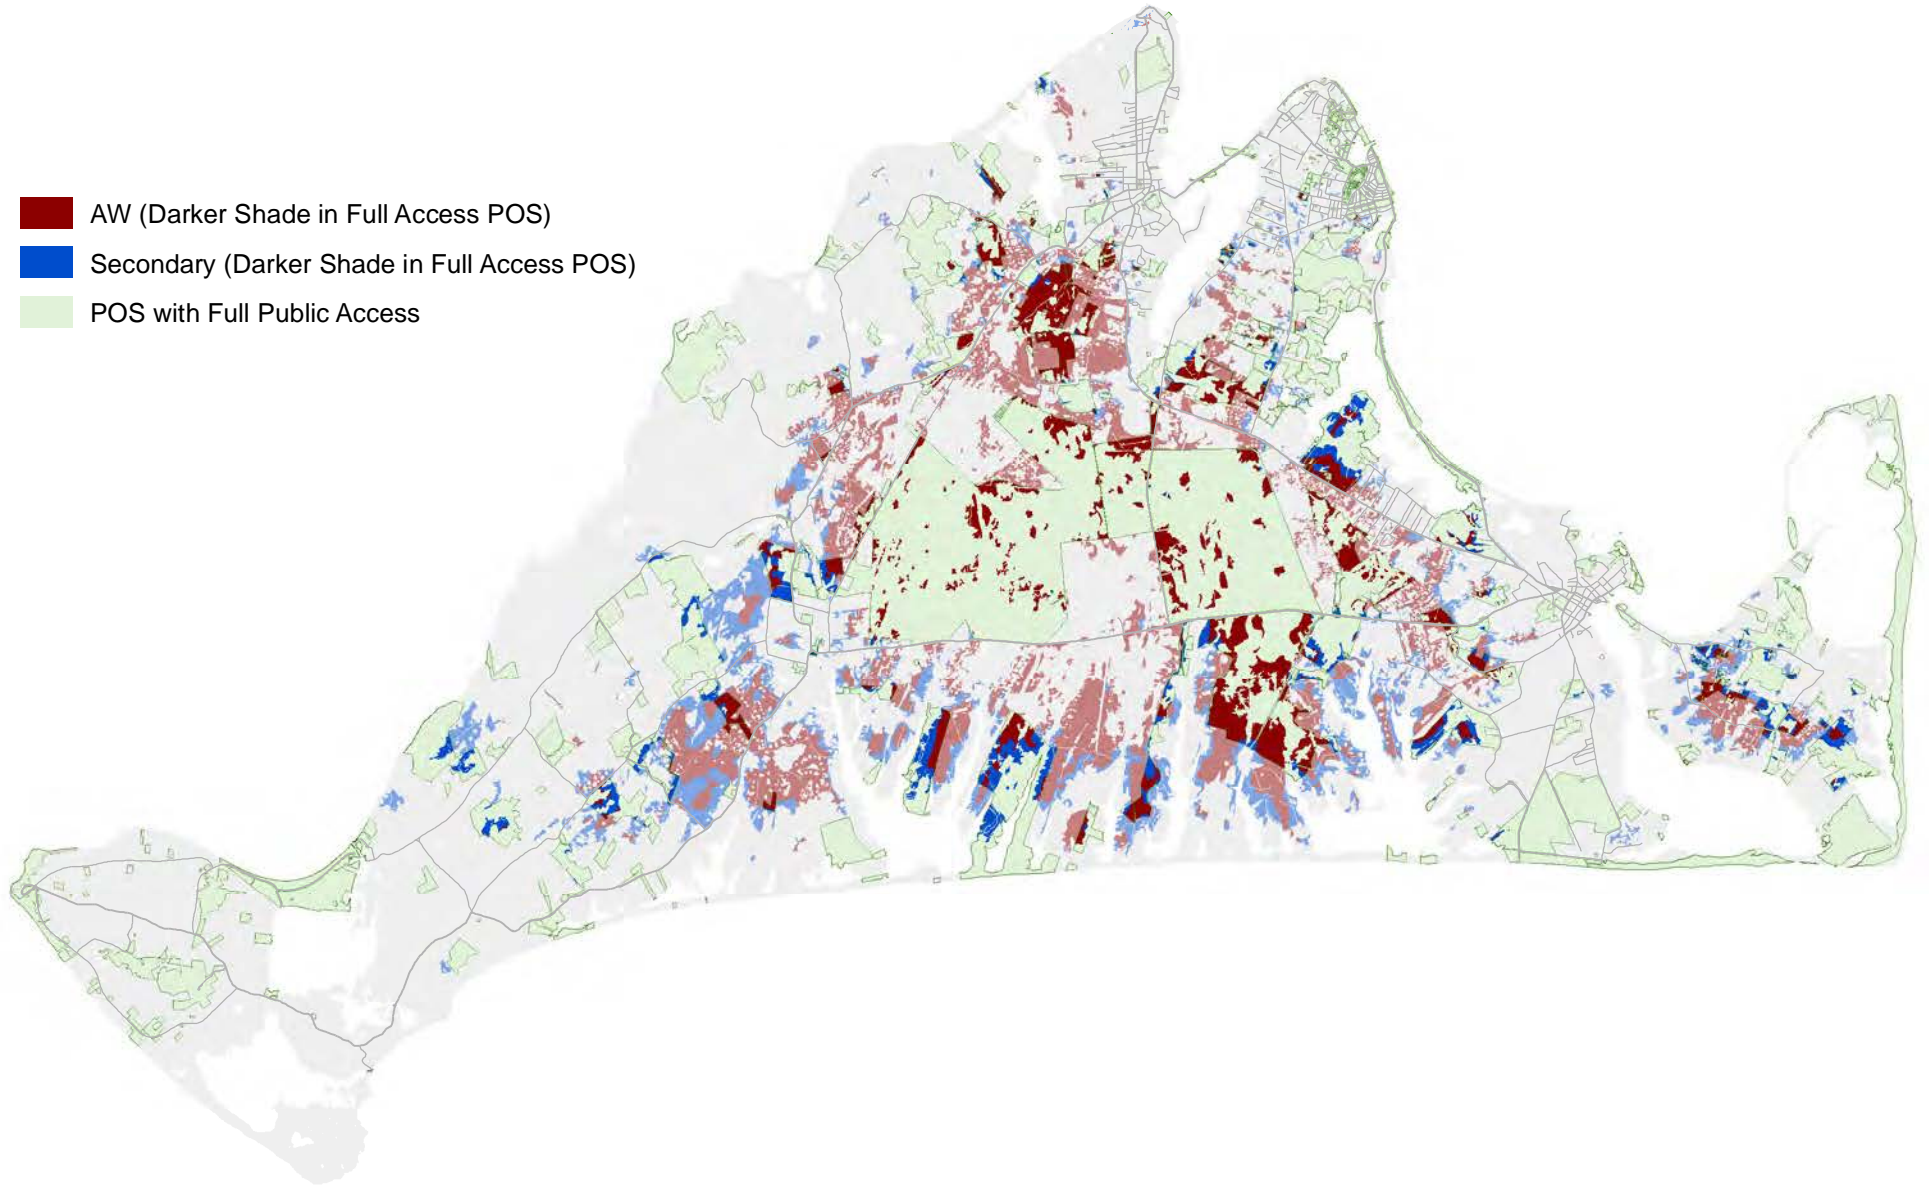 AW (Darker Shade in Full Access POS)
Secondary (Darker Shade in Full Access POS)
POS with Full Public Access